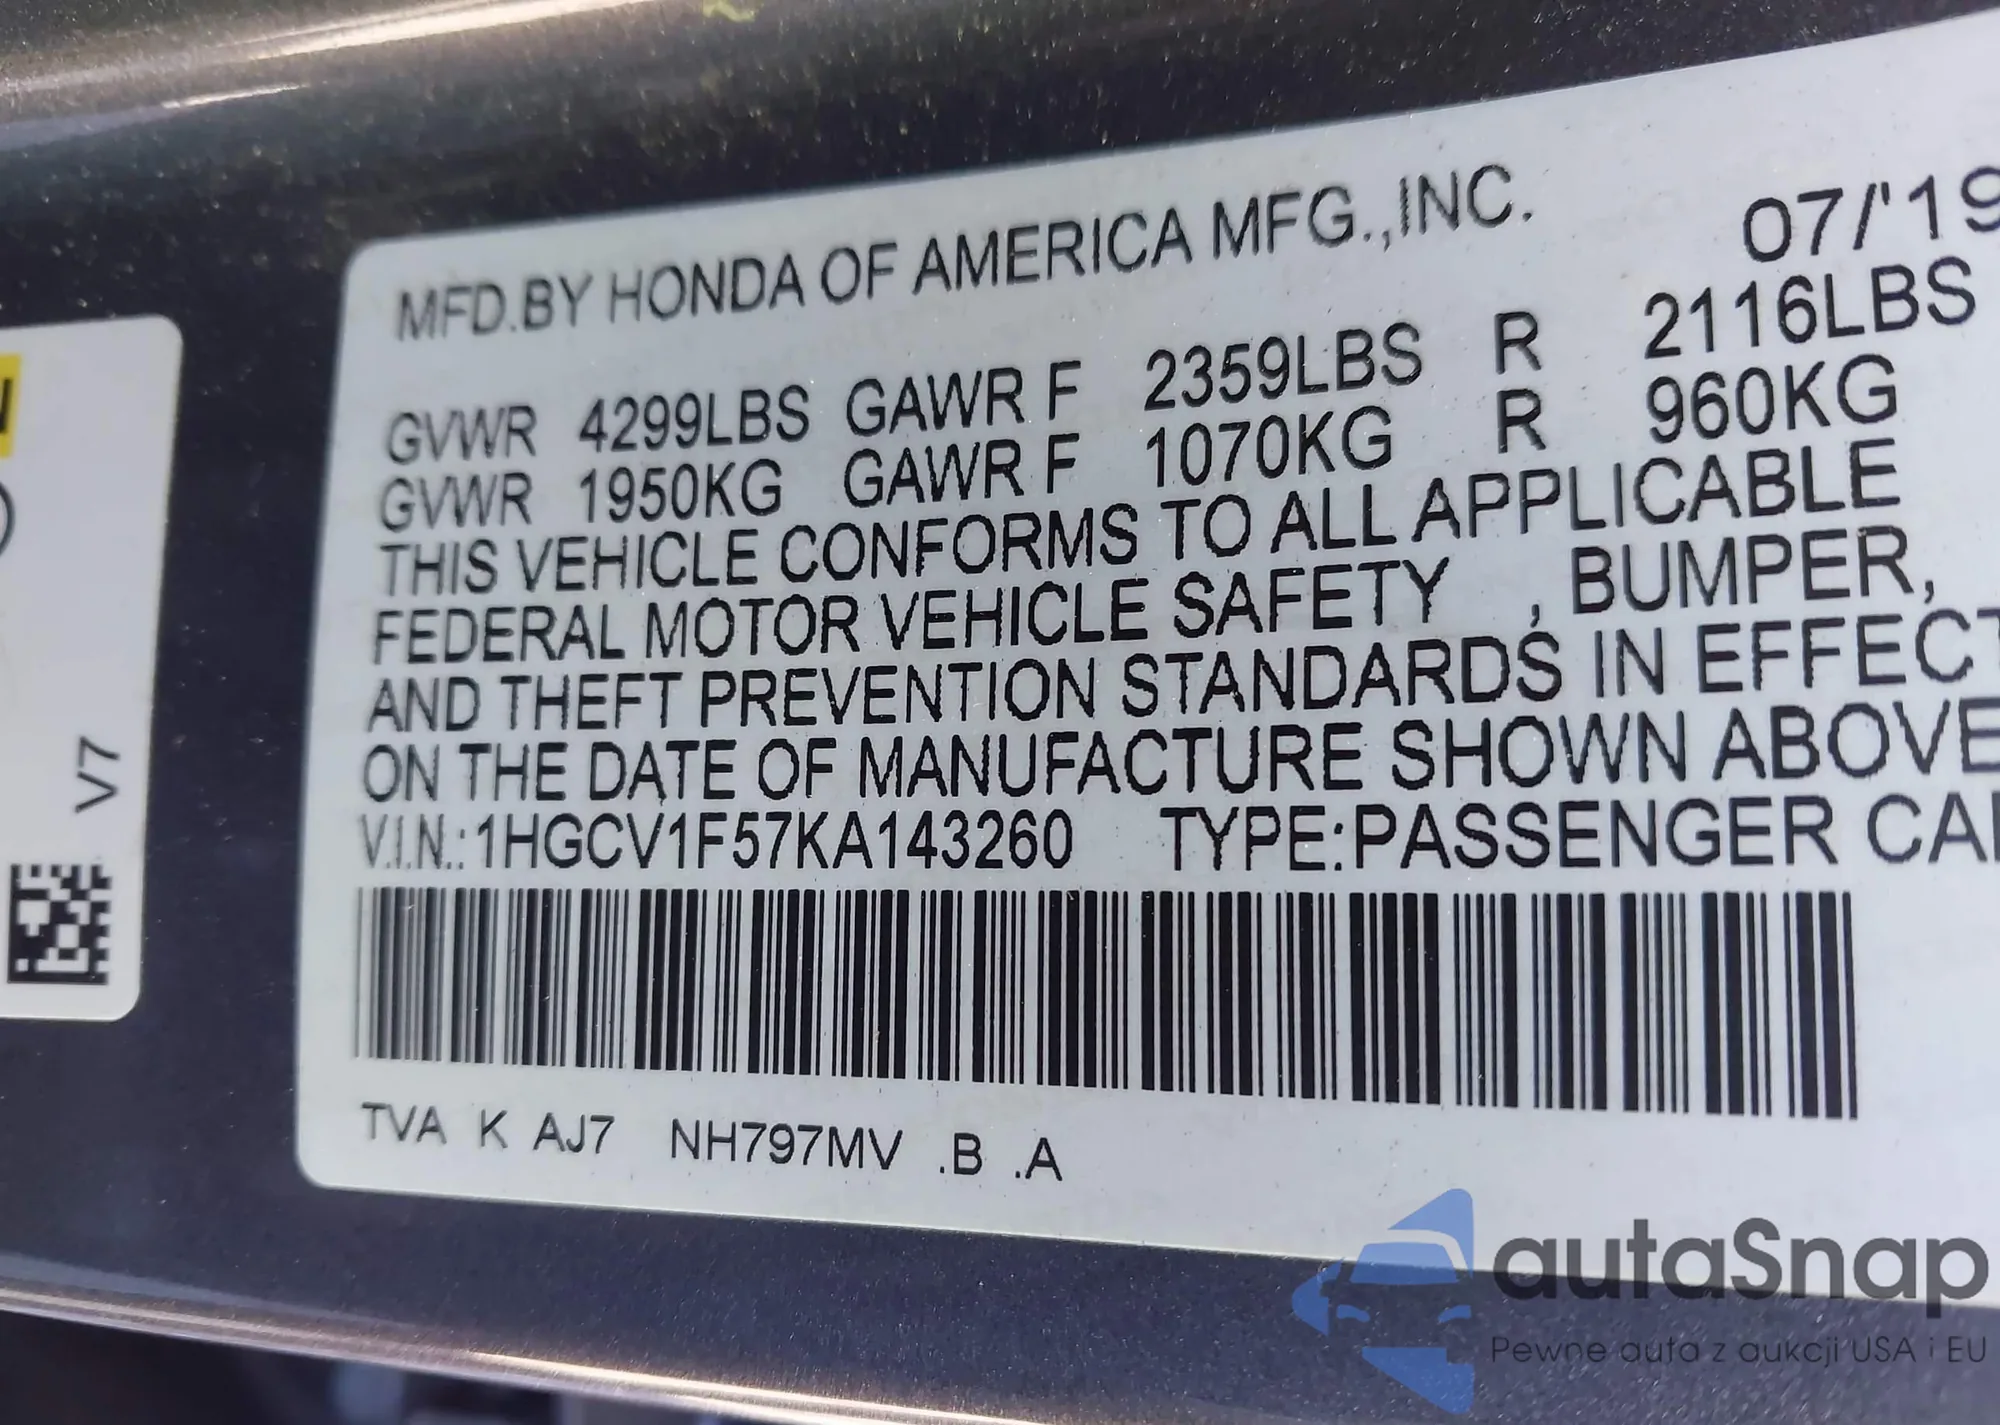 MFD.BY HONDA OF AMERICA MFG.,INC. 07/'19
GVWR 4299LBS GAWR F 2359LBS R 2116LBS
GVWR 1950KG GAWR F 1070KG R 960KG
THIS VEHICLE CONFORMS TO ALL APPLICABLE
FEDERAL MOTOR VEHICLE SAFETY , BUMPER,
AND THEFT PREVENTION STANDARDS IN EFFECT
ON THE DATE OF MANUFACTURE SHOWN ABOVE
V.I.N.:1HGCV1F57KA143260 TYPE:PASSENGER CAR
TVA K AJ7 NH797MV .B .A
V7
autaSnap
Pewne auta z aukcji USA i EU